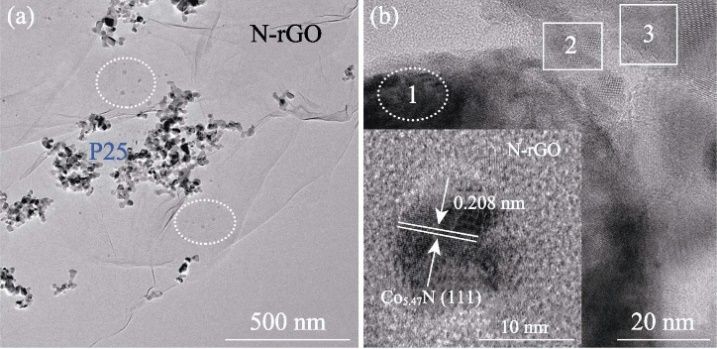 (a)
N-rGO
P25
500 nm
(b)
2
3
1
N-rGO
0.208 nm
Co5.47N (111)
10 nm
20 nm